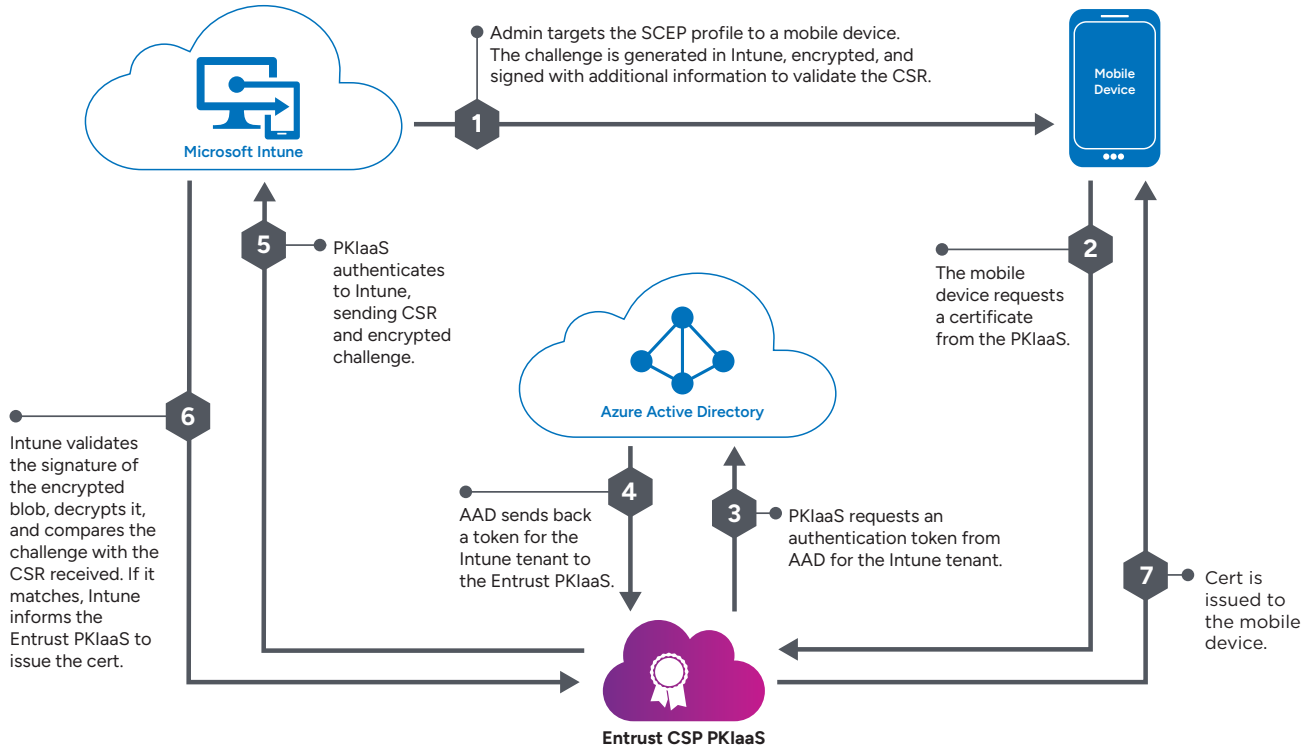 Admin targets the SCEP profile to a mobile device.
The challenge is generated in Intune, encrypted, and
signed with additional information to validate the CSR.
1
Mobile
Device
Microsoft Intune
5
PKIaaS
authenticates
to Intune,
sending CSR
and encrypted
challenge.
2
The mobile
device requests
a certificate
from the PKIaaS.
Azure Active Directory
6
Intune validates
the signature of
the encrypted
blob, decrypts it,
and compares the
challenge with the
CSR received. If it
matches, Intune
informs the
Entrust PKIaaS to
issue the cert.
4
AAD sends back
a token for the
Intune tenant to
the Entrust PKIaaS.
3
PKIaaS requests an
authentication token from
AAD for the Intune tenant.
7
Cert is
issued to
the mobile
device.
Entrust CSP PKIaaS